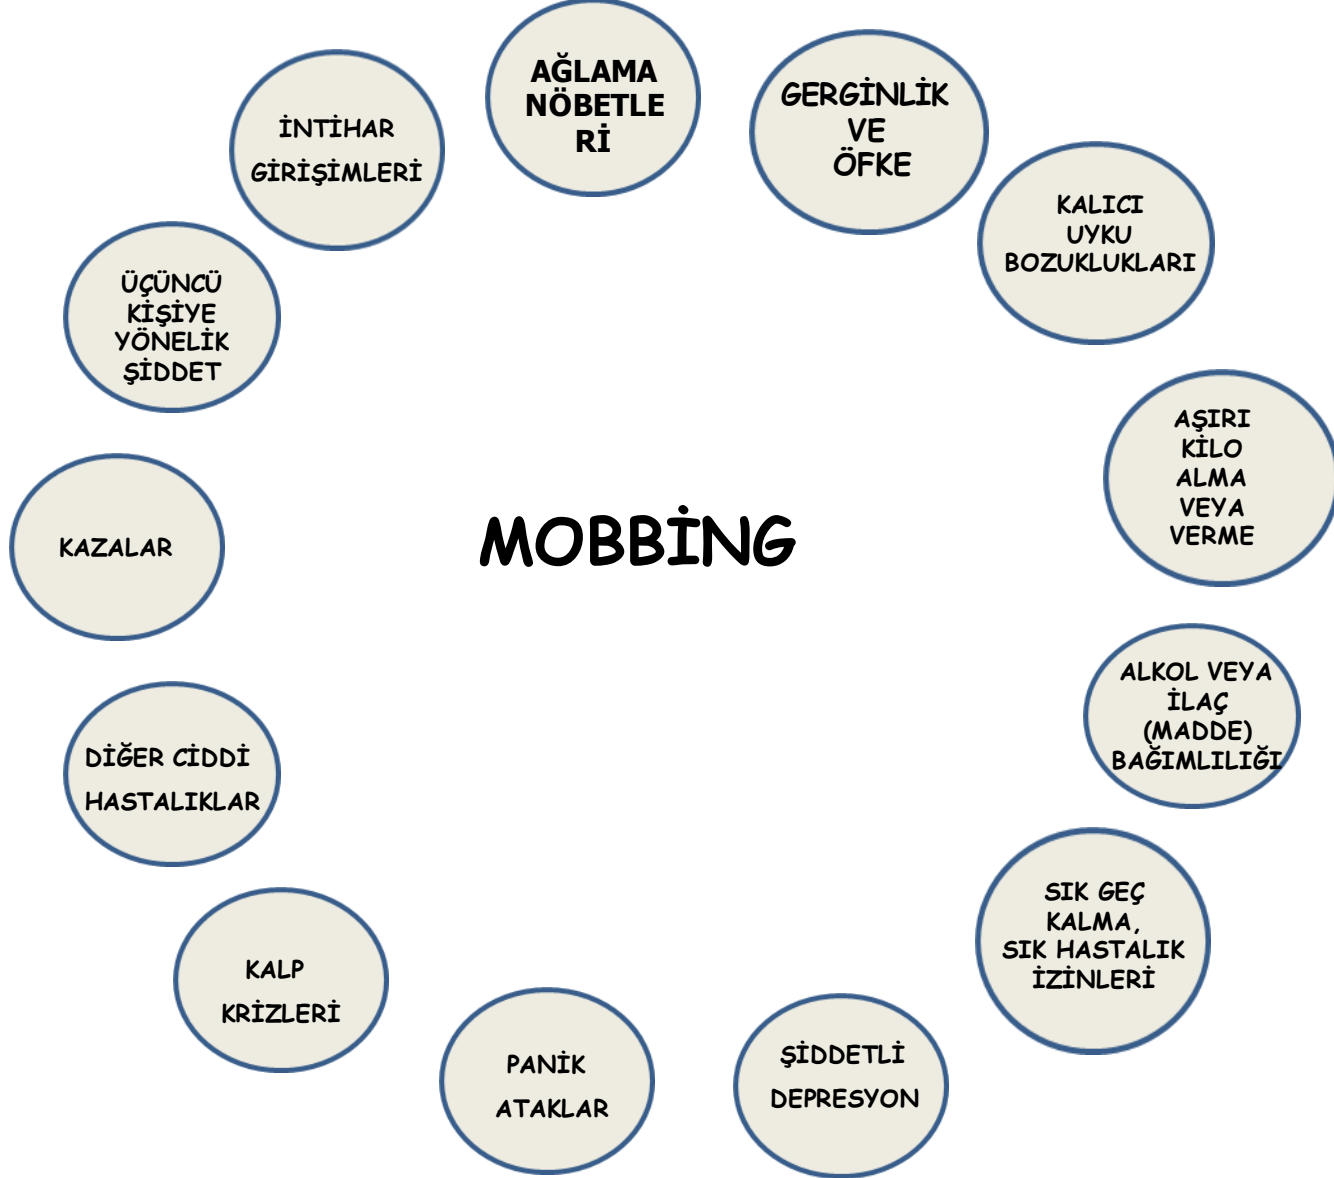 AĞLAMA
NÖBETLE
Rİ
GERGİNLİK
VE
ÖFKE
KALICI
UYKU
BOZUKLUKLARI
AŞIRI
KİLO
ALMA
VEYA
VERME
ALKOL VEYA
İLAÇ
(MADDE)
BAĞIMLILIĞI
SIK GEÇ
KALMA,
SIK HASTALIK
İZİNLERİ
ŞİDDETLİ
DEPRESYON
PANİK
ATAKLAR
KALP
KRİZLERİ
DİĞER CİDDİ
HASTALIKLAR
KAZALAR
ÜÇÜNCÜ
KİŞİYE
YÖNELİK
ŞİDDET
İNTİHAR
GİRİŞİMLERİ
MOBBİNG